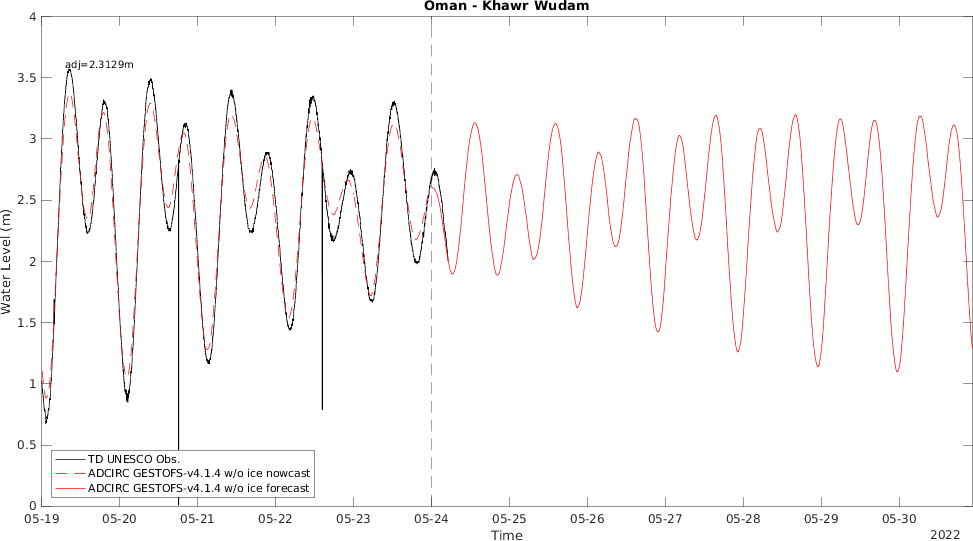 Oman - Khawr Wudam
adj=2.3129m
4
3.5
3
2.5
2
1.5
1
0.5
0
Water Level (m)
TD UNESCO Obs.
ADCIRC GESTOFS-v4.1.4 w/o ice nowcast
ADCIRC GESTOFS-v4.1.4 w/o ice forecast
05-19 05-20 05-21 05-22 05-23 05-24 05-25 05-26 05-27 05-28 05-29 05-30
Time
2022